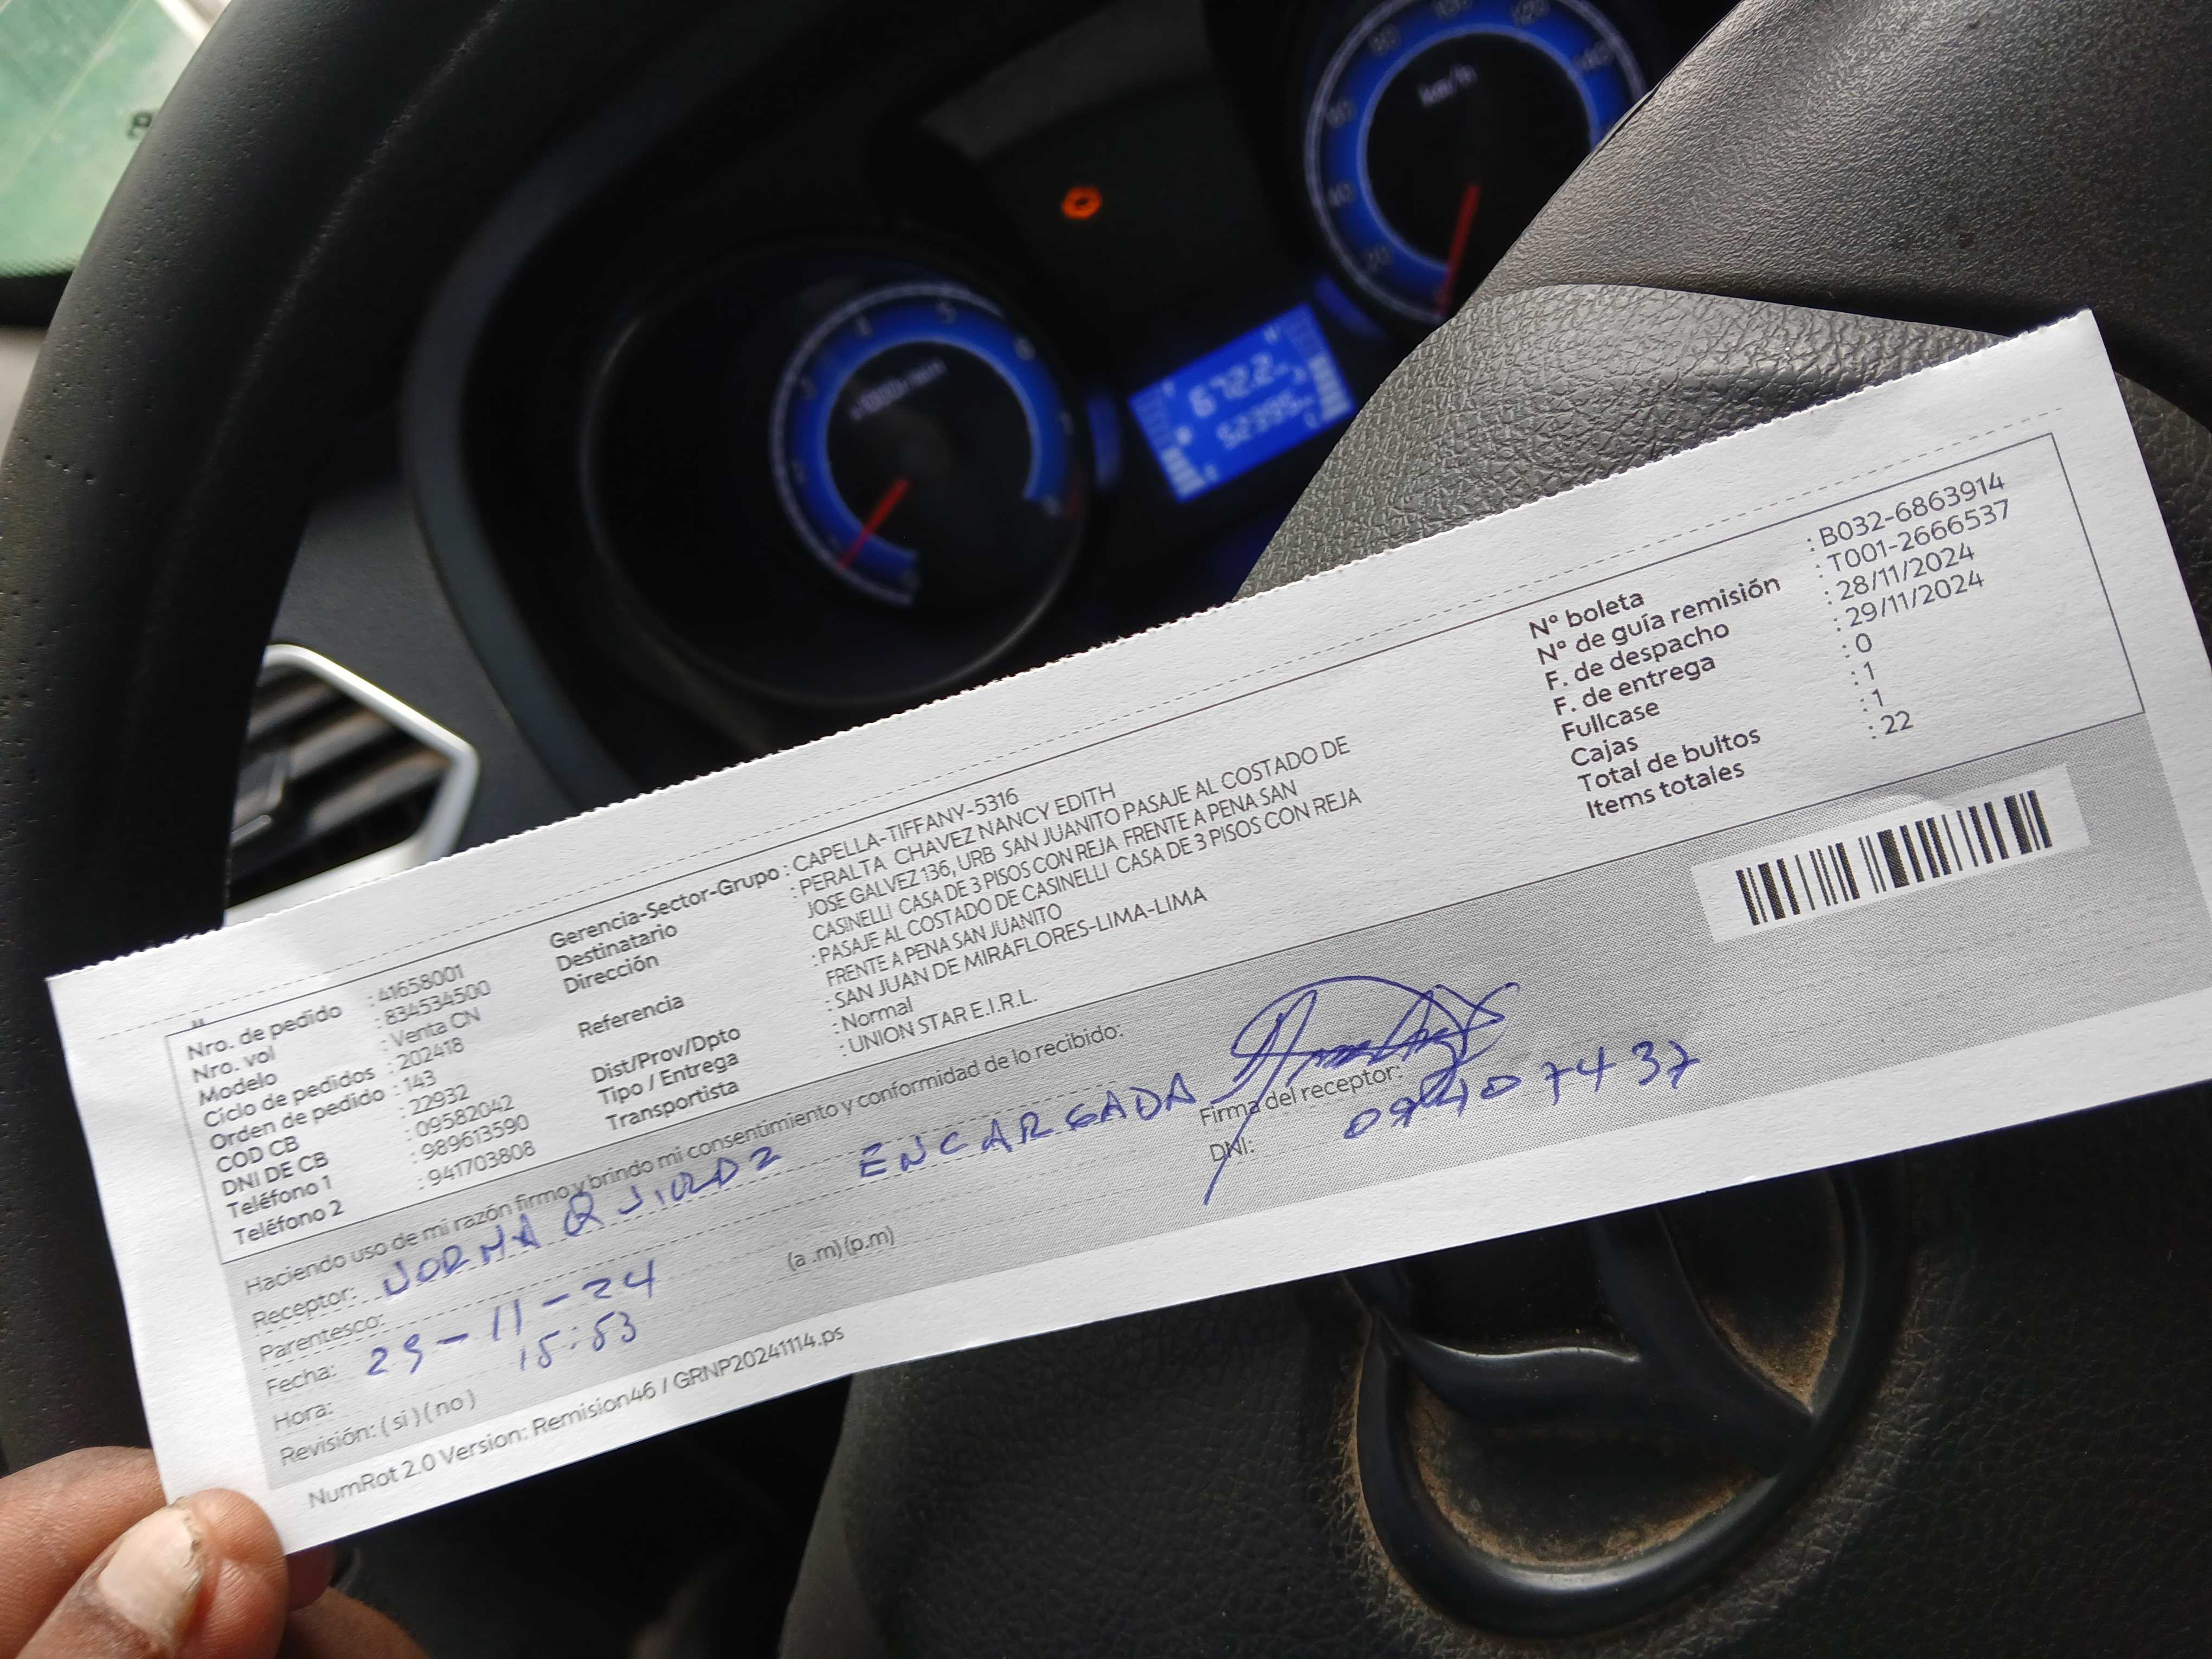 km/h
672.2
52395
Nro. de pedido : 41658001
Nro. vol : 834534500
Modelo : Venta CN
Ciclo de pedidos : 202418
Orden de pedido : 143
COD CB : 22932
DNI DE CB : 09582042
Teléfono 1 : 989613590
Teléfono 2 : 941703808
Gerencia-Sector-Grupo : CAPELLA-TIFFANY-5316
Destinatario : PERALTA CHAVEZ NANCY EDITH
Dirección JOSE GALVEZ 136, URB SAN JUANITO PASAJE AL COSTADO DE
CASINELLI CASA DE 3 PISOS CON REJA FRENTE A PENA SAN
Referencia : PASAJE AL COSTADO DE CASINELLI CASA DE 3 PISOS CON REJA
FRENTE A PENA SAN JUANITO
Dist/Prov/Dpto : SAN JUAN DE MIRAFLORES-LIMA-LIMA
Tipo / Entrega : Normal
Transportista : UNION STAR E.I.R.L.
N° boleta : B032-6863914
N° de guía remisión : T001-2666537
F. de despacho : 28/11/2024
F. de entrega : 29/11/2024
Fullcase : 0
Cajas : 1
Total de bultos : 1
Items totales : 22
Haciendo uso de mi razón firmo y brindo mi consentimiento y conformidad de lo recibido:
Receptor: ENCARGADA
Parentesco:
Fecha: 29-11-24
Hora: 15:53 (a.m)(p.m)
Revisión: ( si ) ( no )
Firma del receptor:
DNI:
NumRot 2.0 Version: Remision46 / GRNP20241114.ps